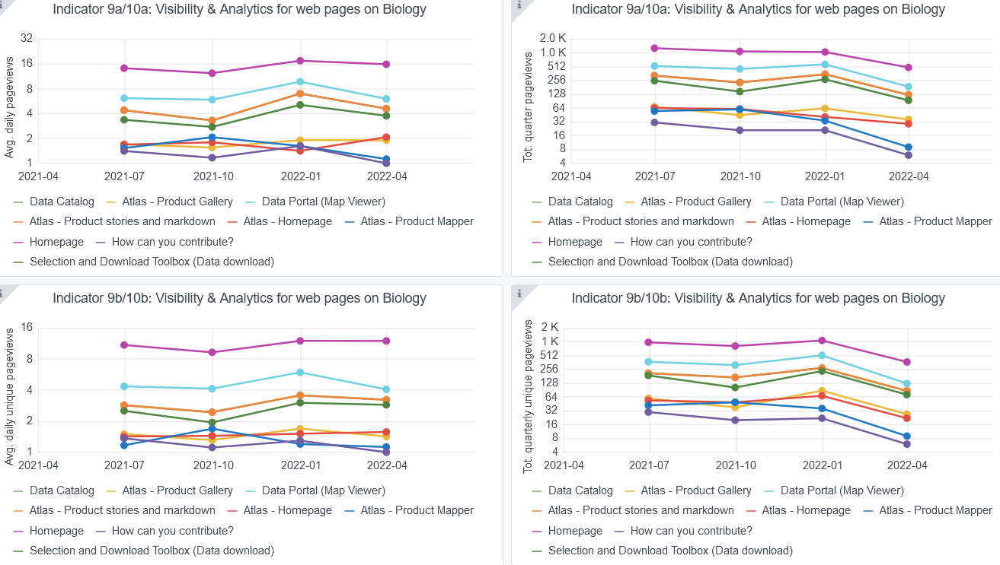 i
Indicator 9a/10a: Visibility & Analytics for web pages on Biology
Avg. daily pageviews
32
16
8
4
2
1
2021-04 2021-07 2021-10 2022-01 2022-04
Data Catalog Atlas - Product Gallery Data Portal (Map Viewer)
Atlas - Product stories and markdown Atlas - Homepage Atlas - Product Mapper
Homepage How can you contribute?
Selection and Download Toolbox (Data download)
i
Indicator 9a/10a: Visibility & Analytics for web pages on Biology
Tot. quarter pageviews
2.0 K
1.0 K
512
256
128
64
32
16
8
4
2021-04 2021-07 2021-10 2022-01 2022-04
Data Catalog Atlas - Product Gallery Data Portal (Map Viewer)
Atlas - Product stories and markdown Atlas - Homepage Atlas - Product Mapper
Homepage How can you contribute?
Selection and Download Toolbox (Data download)
i
Indicator 9b/10b: Visibility & Analytics for web pages on Biology
Avg. daily unique pageviews
16
8
4
2
1
2021-04 2021-07 2021-10 2022-01 2022-04
Data Catalog Atlas - Product Gallery Data Portal (Map Viewer)
Atlas - Product stories and markdown Atlas - Homepage Atlas - Product Mapper
Homepage How can you contribute?
Selection and Download Toolbox (Data download)
i
Indicator 9b/10b: Visibility & Analytics for web pages on Biology
Tot. quarterly unique pageviews
2 K
1 K
512
256
128
64
32
16
8
4
2021-04 2021-07 2021-10 2022-01 2022-04
Data Catalog Atlas - Product Gallery Data Portal (Map Viewer)
Atlas - Product stories and markdown Atlas - Homepage Atlas - Product Mapper
Homepage How can you contribute?
Selection and Download Toolbox (Data download)